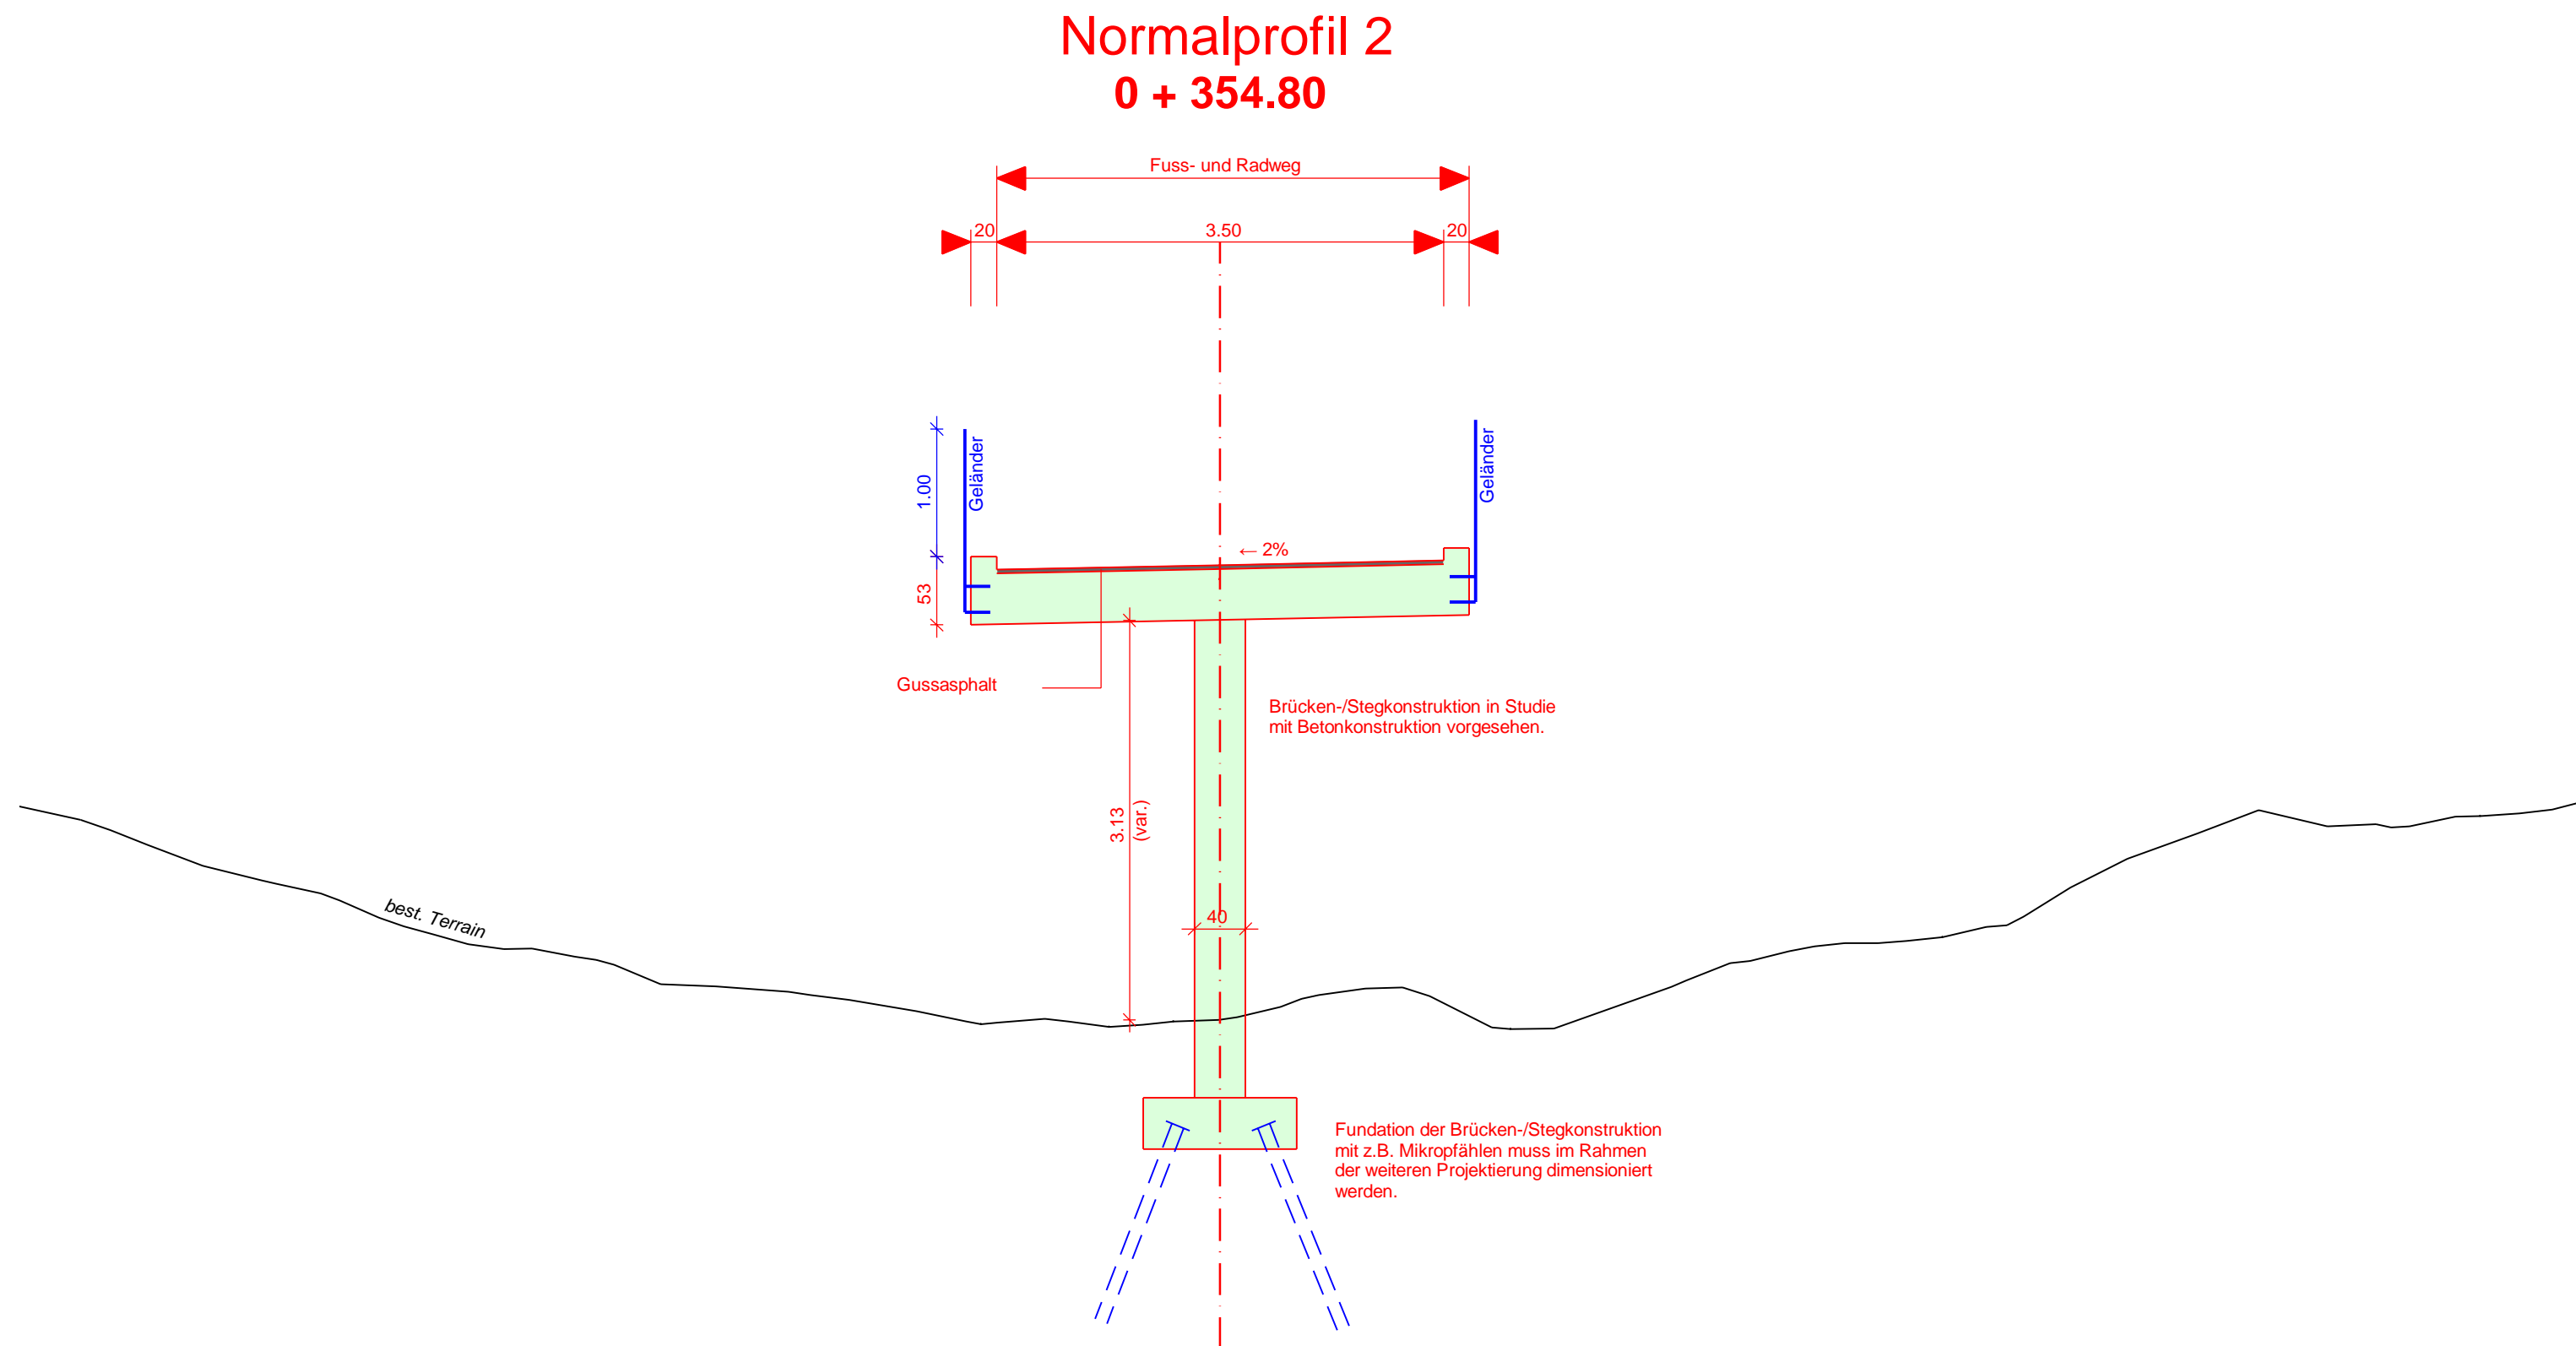 Normalprofil 2
0 + 354.80
Fuss- und Radweg
20
3.50
20
Geländer
Geländer
1.00
← 2%
53
Gussasphalt
Brücken-/Stegkonstruktion in Studie
mit Betonkonstruktion vorgesehen.
3.13
(var.)
best. Terrain
40
Fundation der Brücken-/Stegkonstruktion
mit z.B. Mikropfählen muss im Rahmen
der weiteren Projektierung dimensioniert
werden.